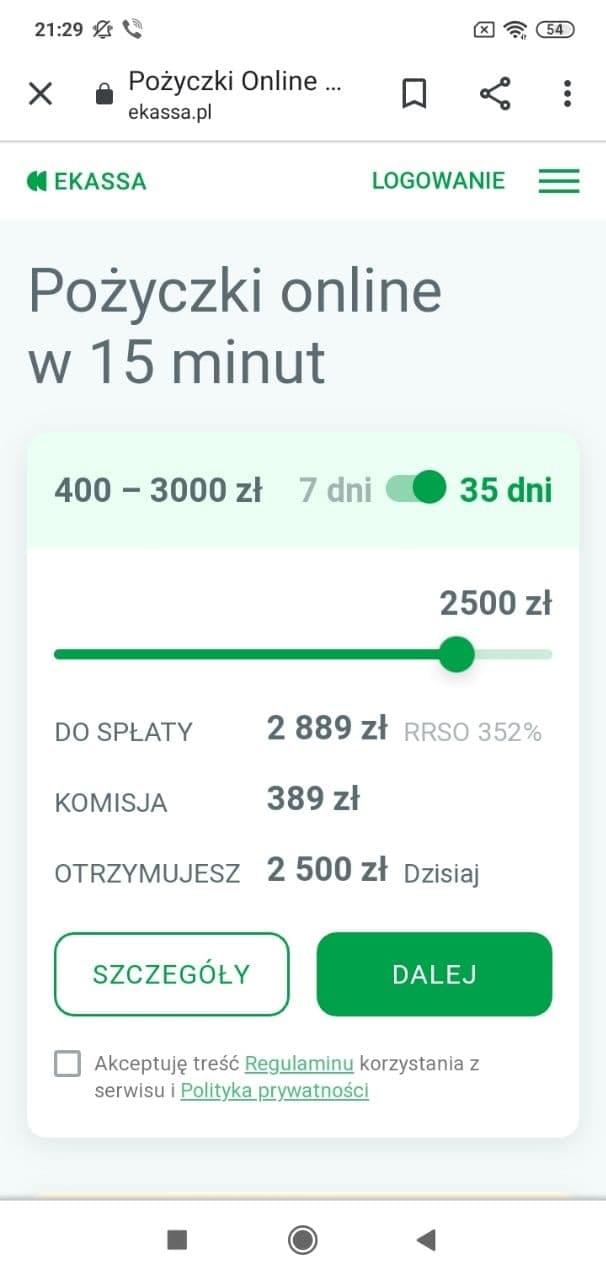 21:29
54
Pożyczki Online ...
ekassa.pl
EKASSA
LOGOWANIE
Pożyczki online
w 15 minut
400 – 3000 zł 7 dni 35 dni
2500 zł
DO SPŁATY 2 889 zł RRSO 352%
KOMISJA 389 zł
OTRZYMUJESZ 2 500 zł Dzisiaj
SZCZEGÓŁY DALEJ
Akceptuję treść Regulaminu korzystania z
serwisu i Polityka prywatności